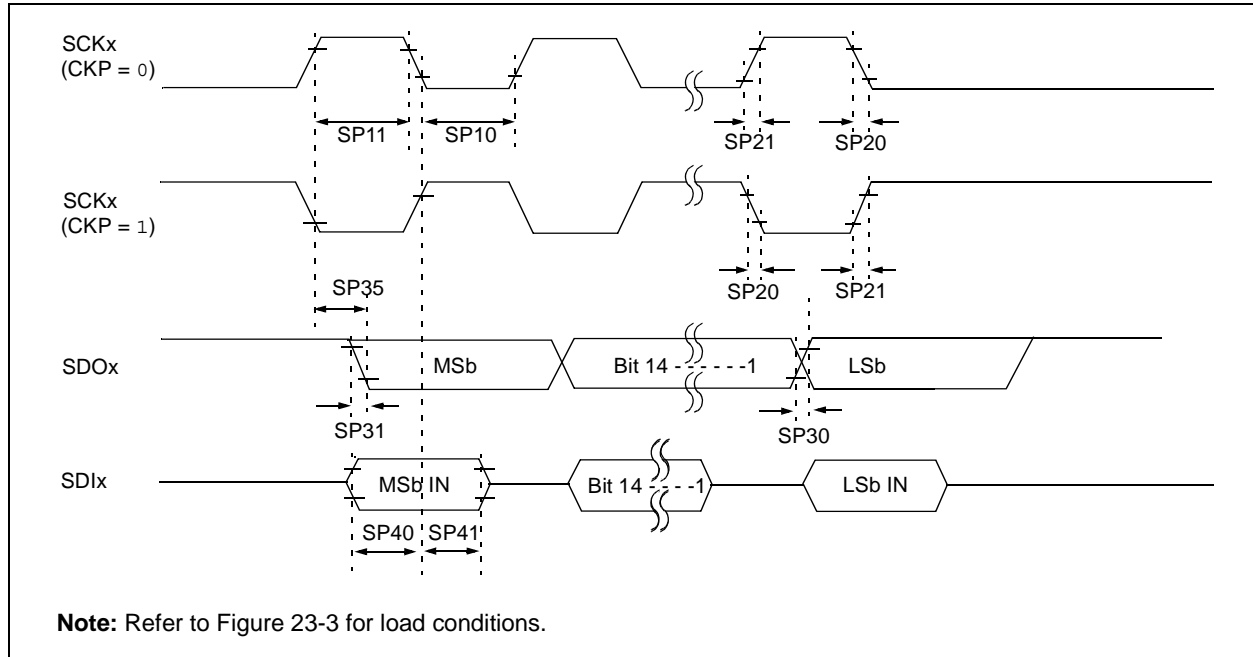 SCKx
(CKP = 0)
SP11
SP10
SP21
SP20
SCKx
(CKP = 1)
SP35
SP20
SP21
SDOx
MSb
Bit 14 - - - - - -1
LSb
SP31
SP30
SDIx
MSb IN
Bit 14 - - - -1
LSb IN
SP40
SP41
Note: Refer to Figure 23-3 for load conditions.